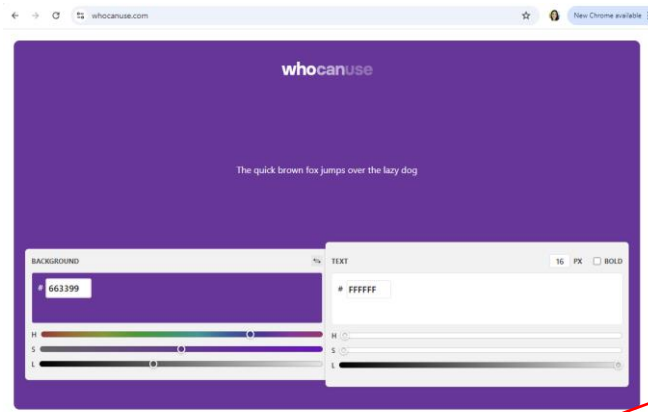 whocanuse.com
New Chrome available
whocanuse
The quick brown fox jumps over the lazy dog
BACKGROUND
# 663399
H
S
L
TEXT
16 PX BOLD
# FFFFFF
H
S
L